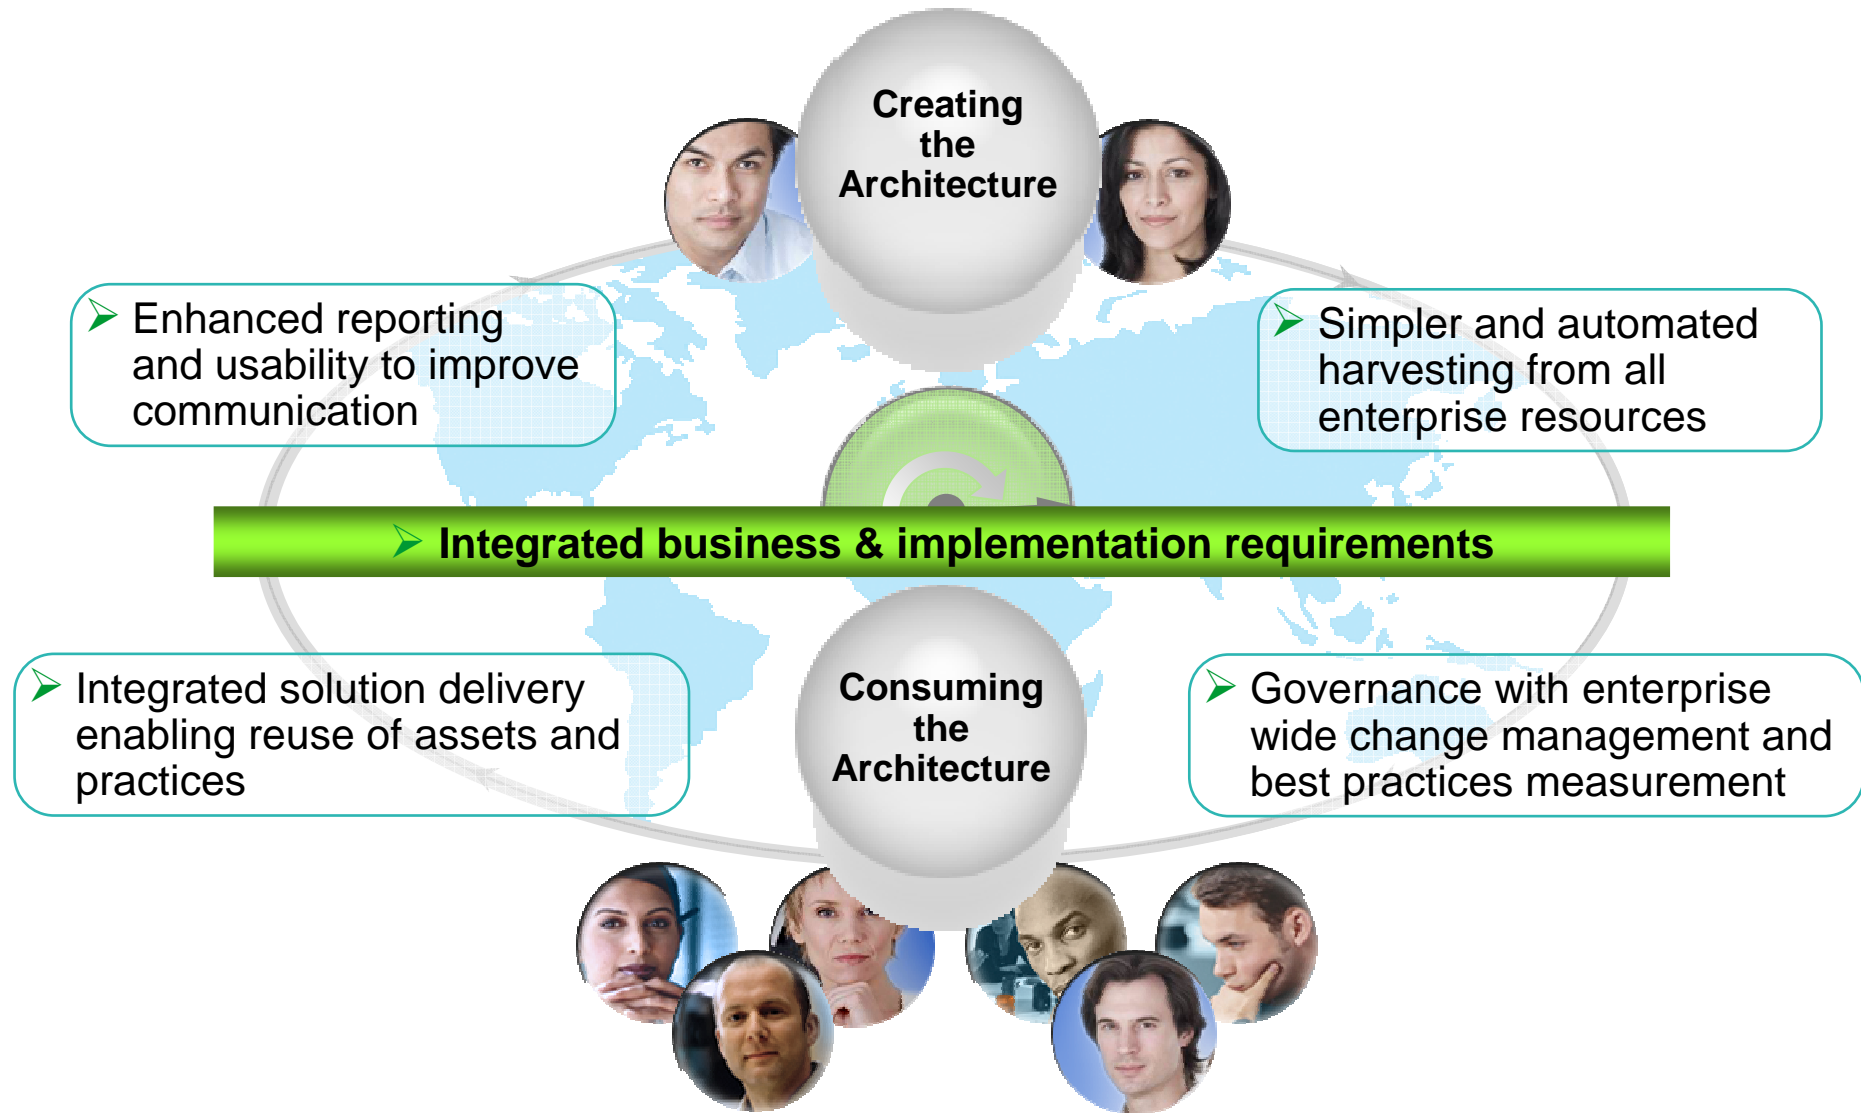 Creating
the
Architecture
Enhanced reporting
and usability to improve
communication
Simpler and automated
harvesting from all
enterprise resources
Integrated business & implementation requirements
Integrated solution delivery
enabling reuse of assets and
practices
Consuming
the
Architecture
Governance with enterprise
wide change management and
best practices measurement